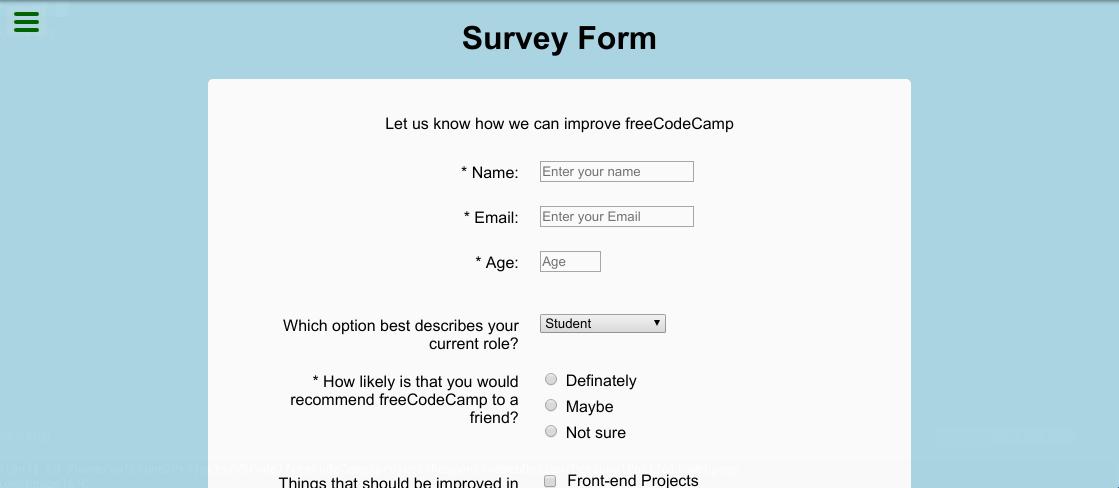 Survey Form
Let us know how we can improve freeCodeCamp
* Name: Enter your name
* Email: Enter your Email
* Age: Age
Which option best describes your
current role?
Student
* How likely is that you would
recommend freeCodeCamp to a
friend?
Definately
Maybe
Not sure
Things that should be improved in
Front-end Projects